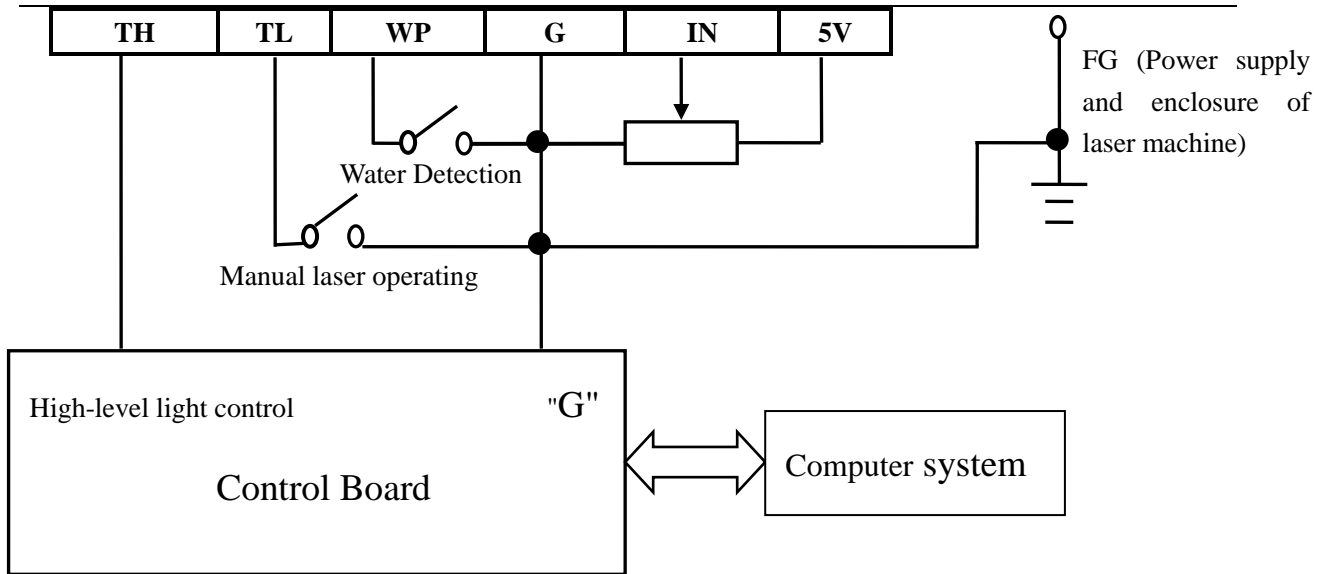 TH TL WP G IN 5V
FG (Power supply
and enclosure of
laser machine)
Water Detection
Manual laser operating
High-level light control "G"
Control Board
Computer system